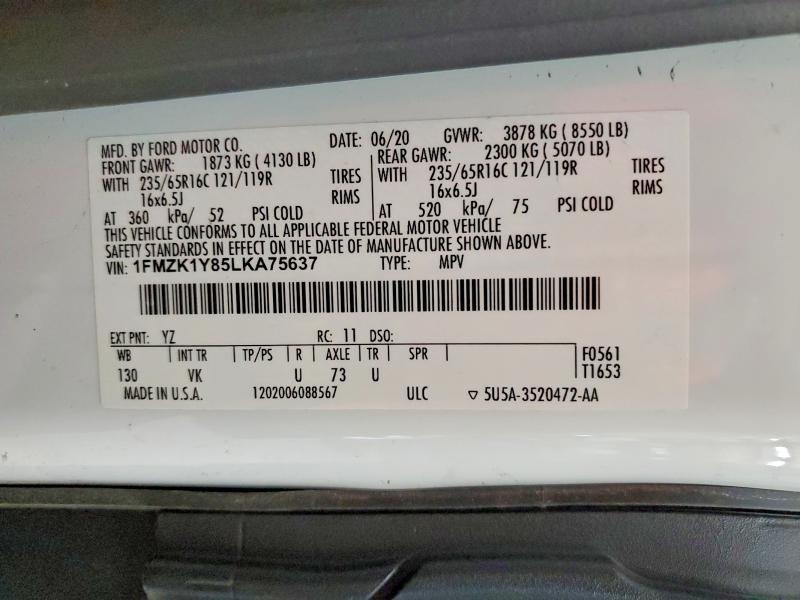 MFD. BY FORD MOTOR CO. DATE: 06/20 GVWR: 3878 KG ( 8550 LB)
FRONT GAWR: 1873 KG ( 4130 LB) REAR GAWR: 2300 KG ( 5070 LB)
WITH 235/65R16C 121/119R TIRES WITH 235/65R16C 121/119R TIRES
16x6.5J RIMS 16x6.5J RIMS
AT 360 kPa/ 52 PSI COLD AT 520 kPa/ 75 PSI COLD
THIS VEHICLE CONFORMS TO ALL APPLICABLE FEDERAL MOTOR VEHICLE
SAFETY STANDARDS IN EFFECT ON THE DATE OF MANUFACTURE SHOWN ABOVE.
VIN: 1FMZK1Y85LKA75637 TYPE: MPV
EXT PNT: YZ RC: 11 DSO:
WB INT TR TP/PS R AXLE TR SPR F0561
130 VK U 73 U T1653
MADE IN U.S.A. 1202006088567 ULC ▽ 5U5A-3520472-AA